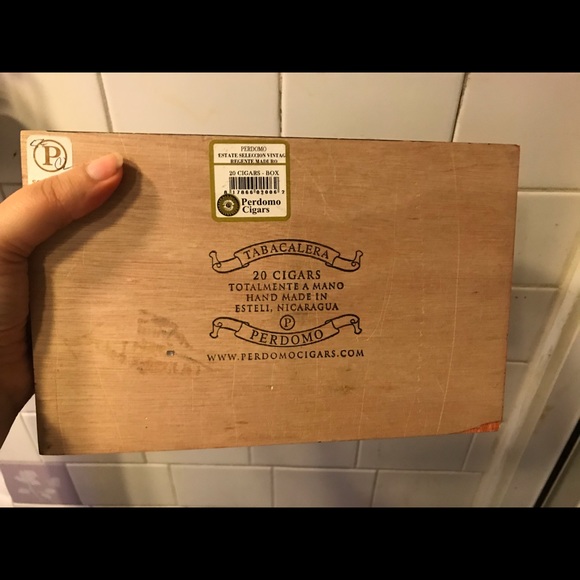 P
PERDOMO
ESTATE SELECCION VINTAG
REGENTE MADURO
20 CIGARS - BOX
Perdomo
Cigars
TABACALERA
20 CIGARS
TOTALMENTE A MANO
HAND MADE IN
ESTELI, NICARAGUA
P
PERDOMO
WWW.PERDOMOCIGARS.COM